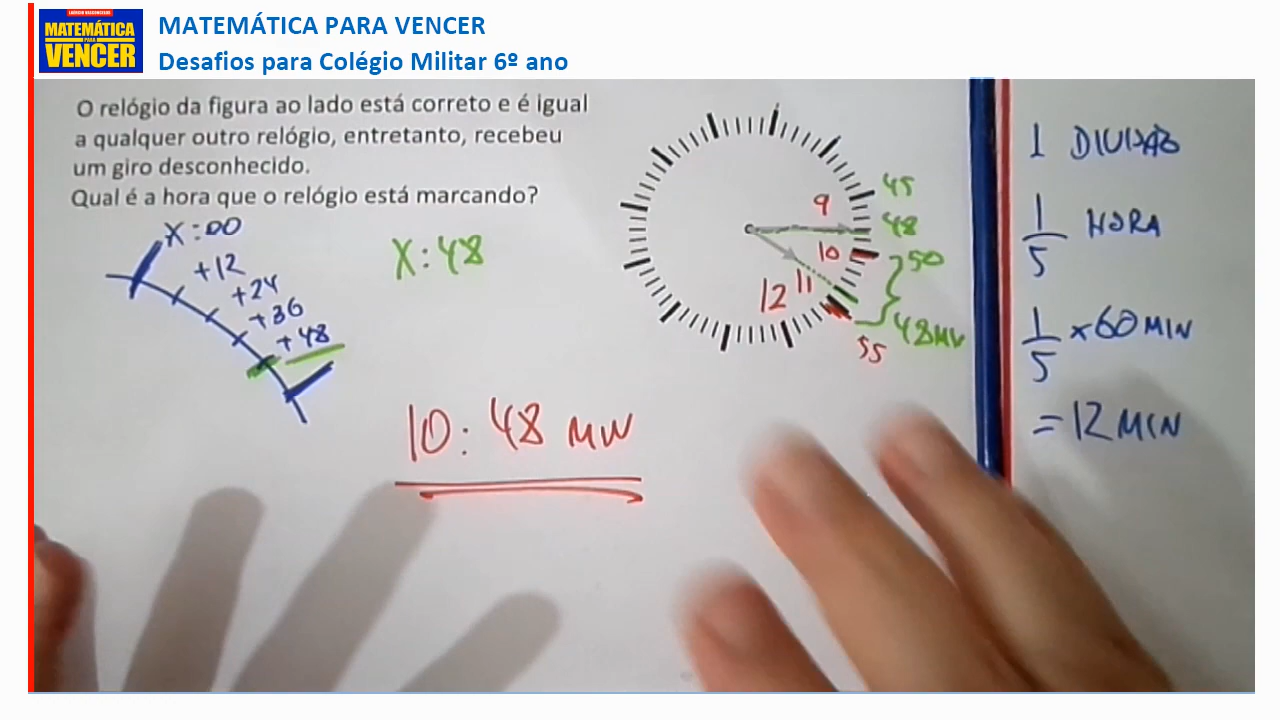 MATEMÁTICA
PARA
VENCER
MATEMÁTICA PARA VENCER
Desafios para Colégio Militar 6º ano
O relógio da figura ao lado está correto e é igual
a qualquer outro relógio, entretanto, recebeu
um giro desconhecido.
Qual é a hora que o relógio está marcando?
X:00
+12
+24
+36
+48
X:48
10:48 MIN
9
10
11
12
45
48
50
48 MIN
55
1 DIVISÃO
1/5 HORA
1/5 × 60 MIN
= 12 MIN